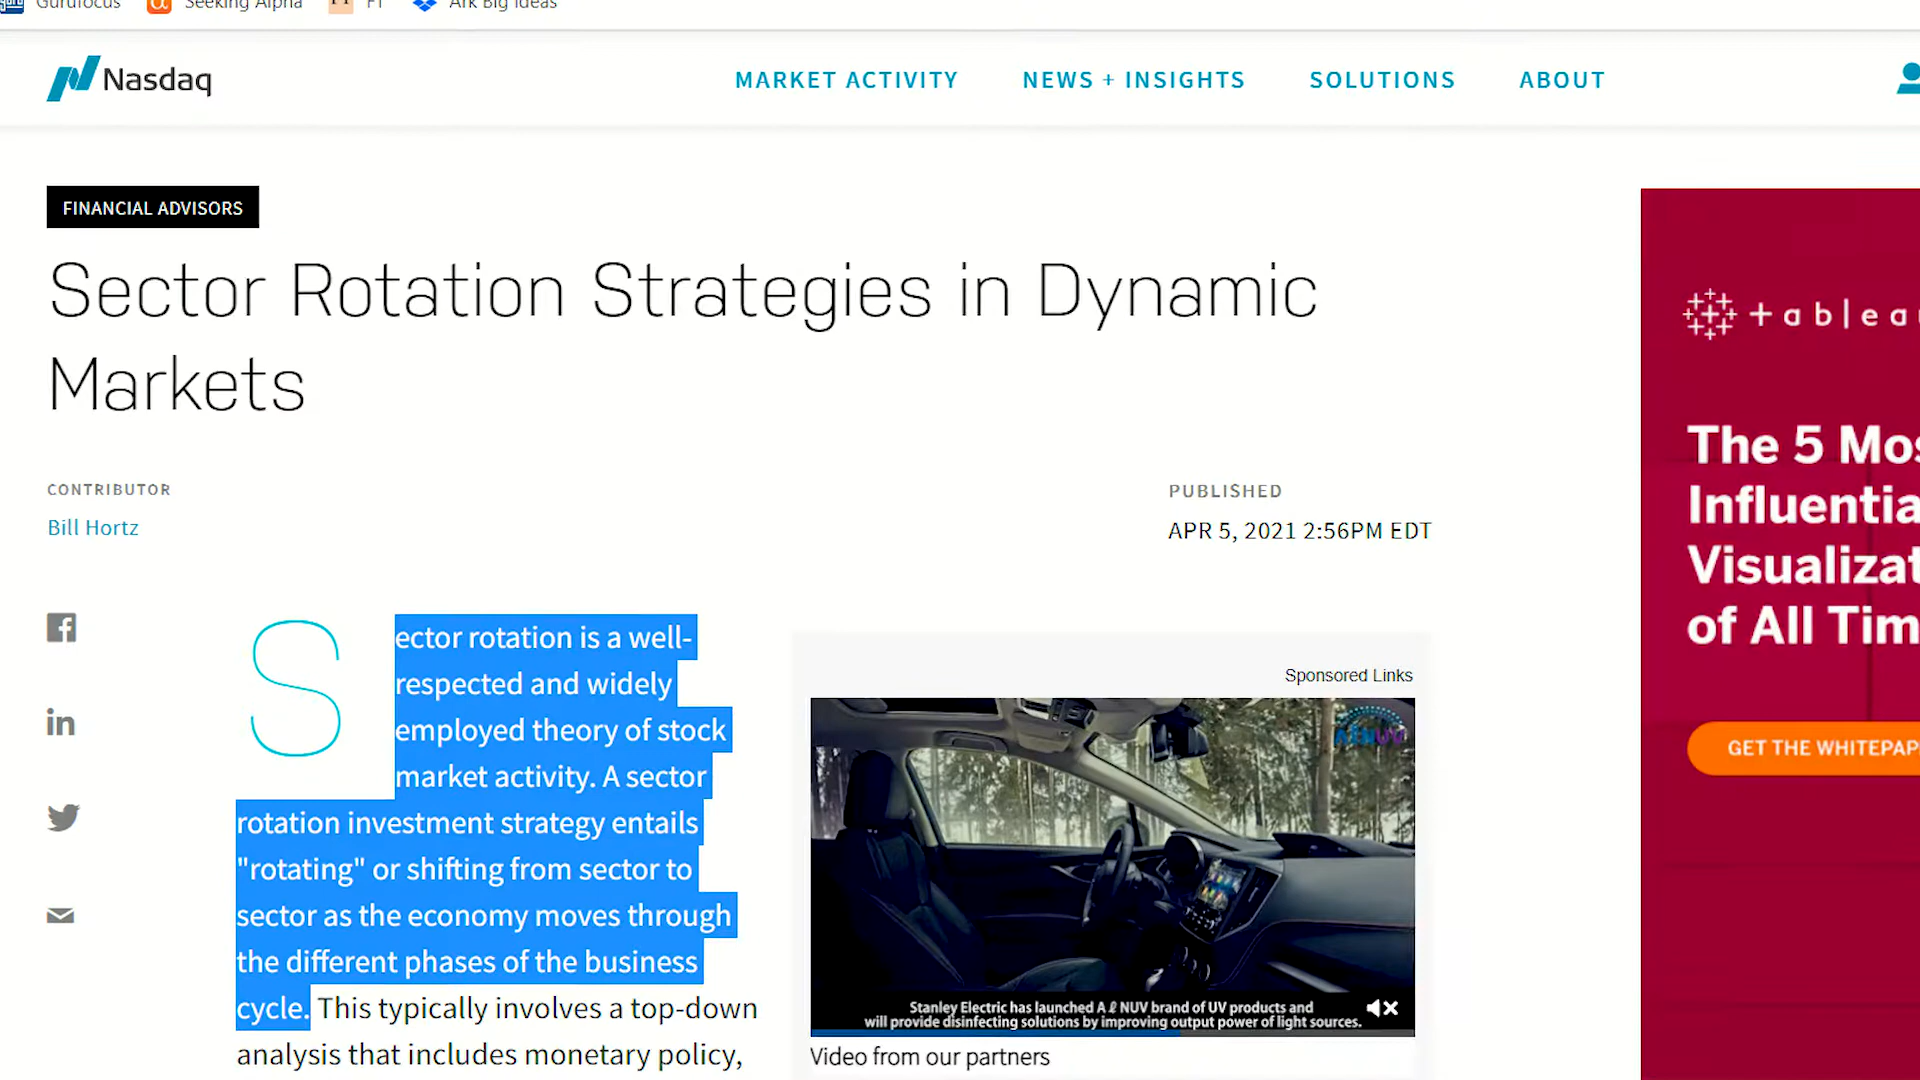 Gurufocus
Seeking Alpha
FT
Ark Big Ideas
Nasdaq
MARKET ACTIVITY
NEWS + INSIGHTS
SOLUTIONS
ABOUT
FINANCIAL ADVISORS
Sector Rotation Strategies in Dynamic
Markets
CONTRIBUTOR
Bill Hortz
PUBLISHED
APR 5, 2021 2:56PM EDT
Sector rotation is a well-
respected and widely
employed theory of stock
market activity. A sector
rotation investment strategy entails
"rotating" or shifting from sector to
sector as the economy moves through
the different phases of the business
cycle. This typically involves a top-down
analysis that includes monetary policy,
Sponsored Links
Stanley Electric has launched A ℓ NUV brand of UV products and
will provide disinfecting solutions by improving output power of light sources.
Video from our partners
+ableau
The 5 Mos
Influentia
Visualizat
of All Tim
GET THE WHITEPAP